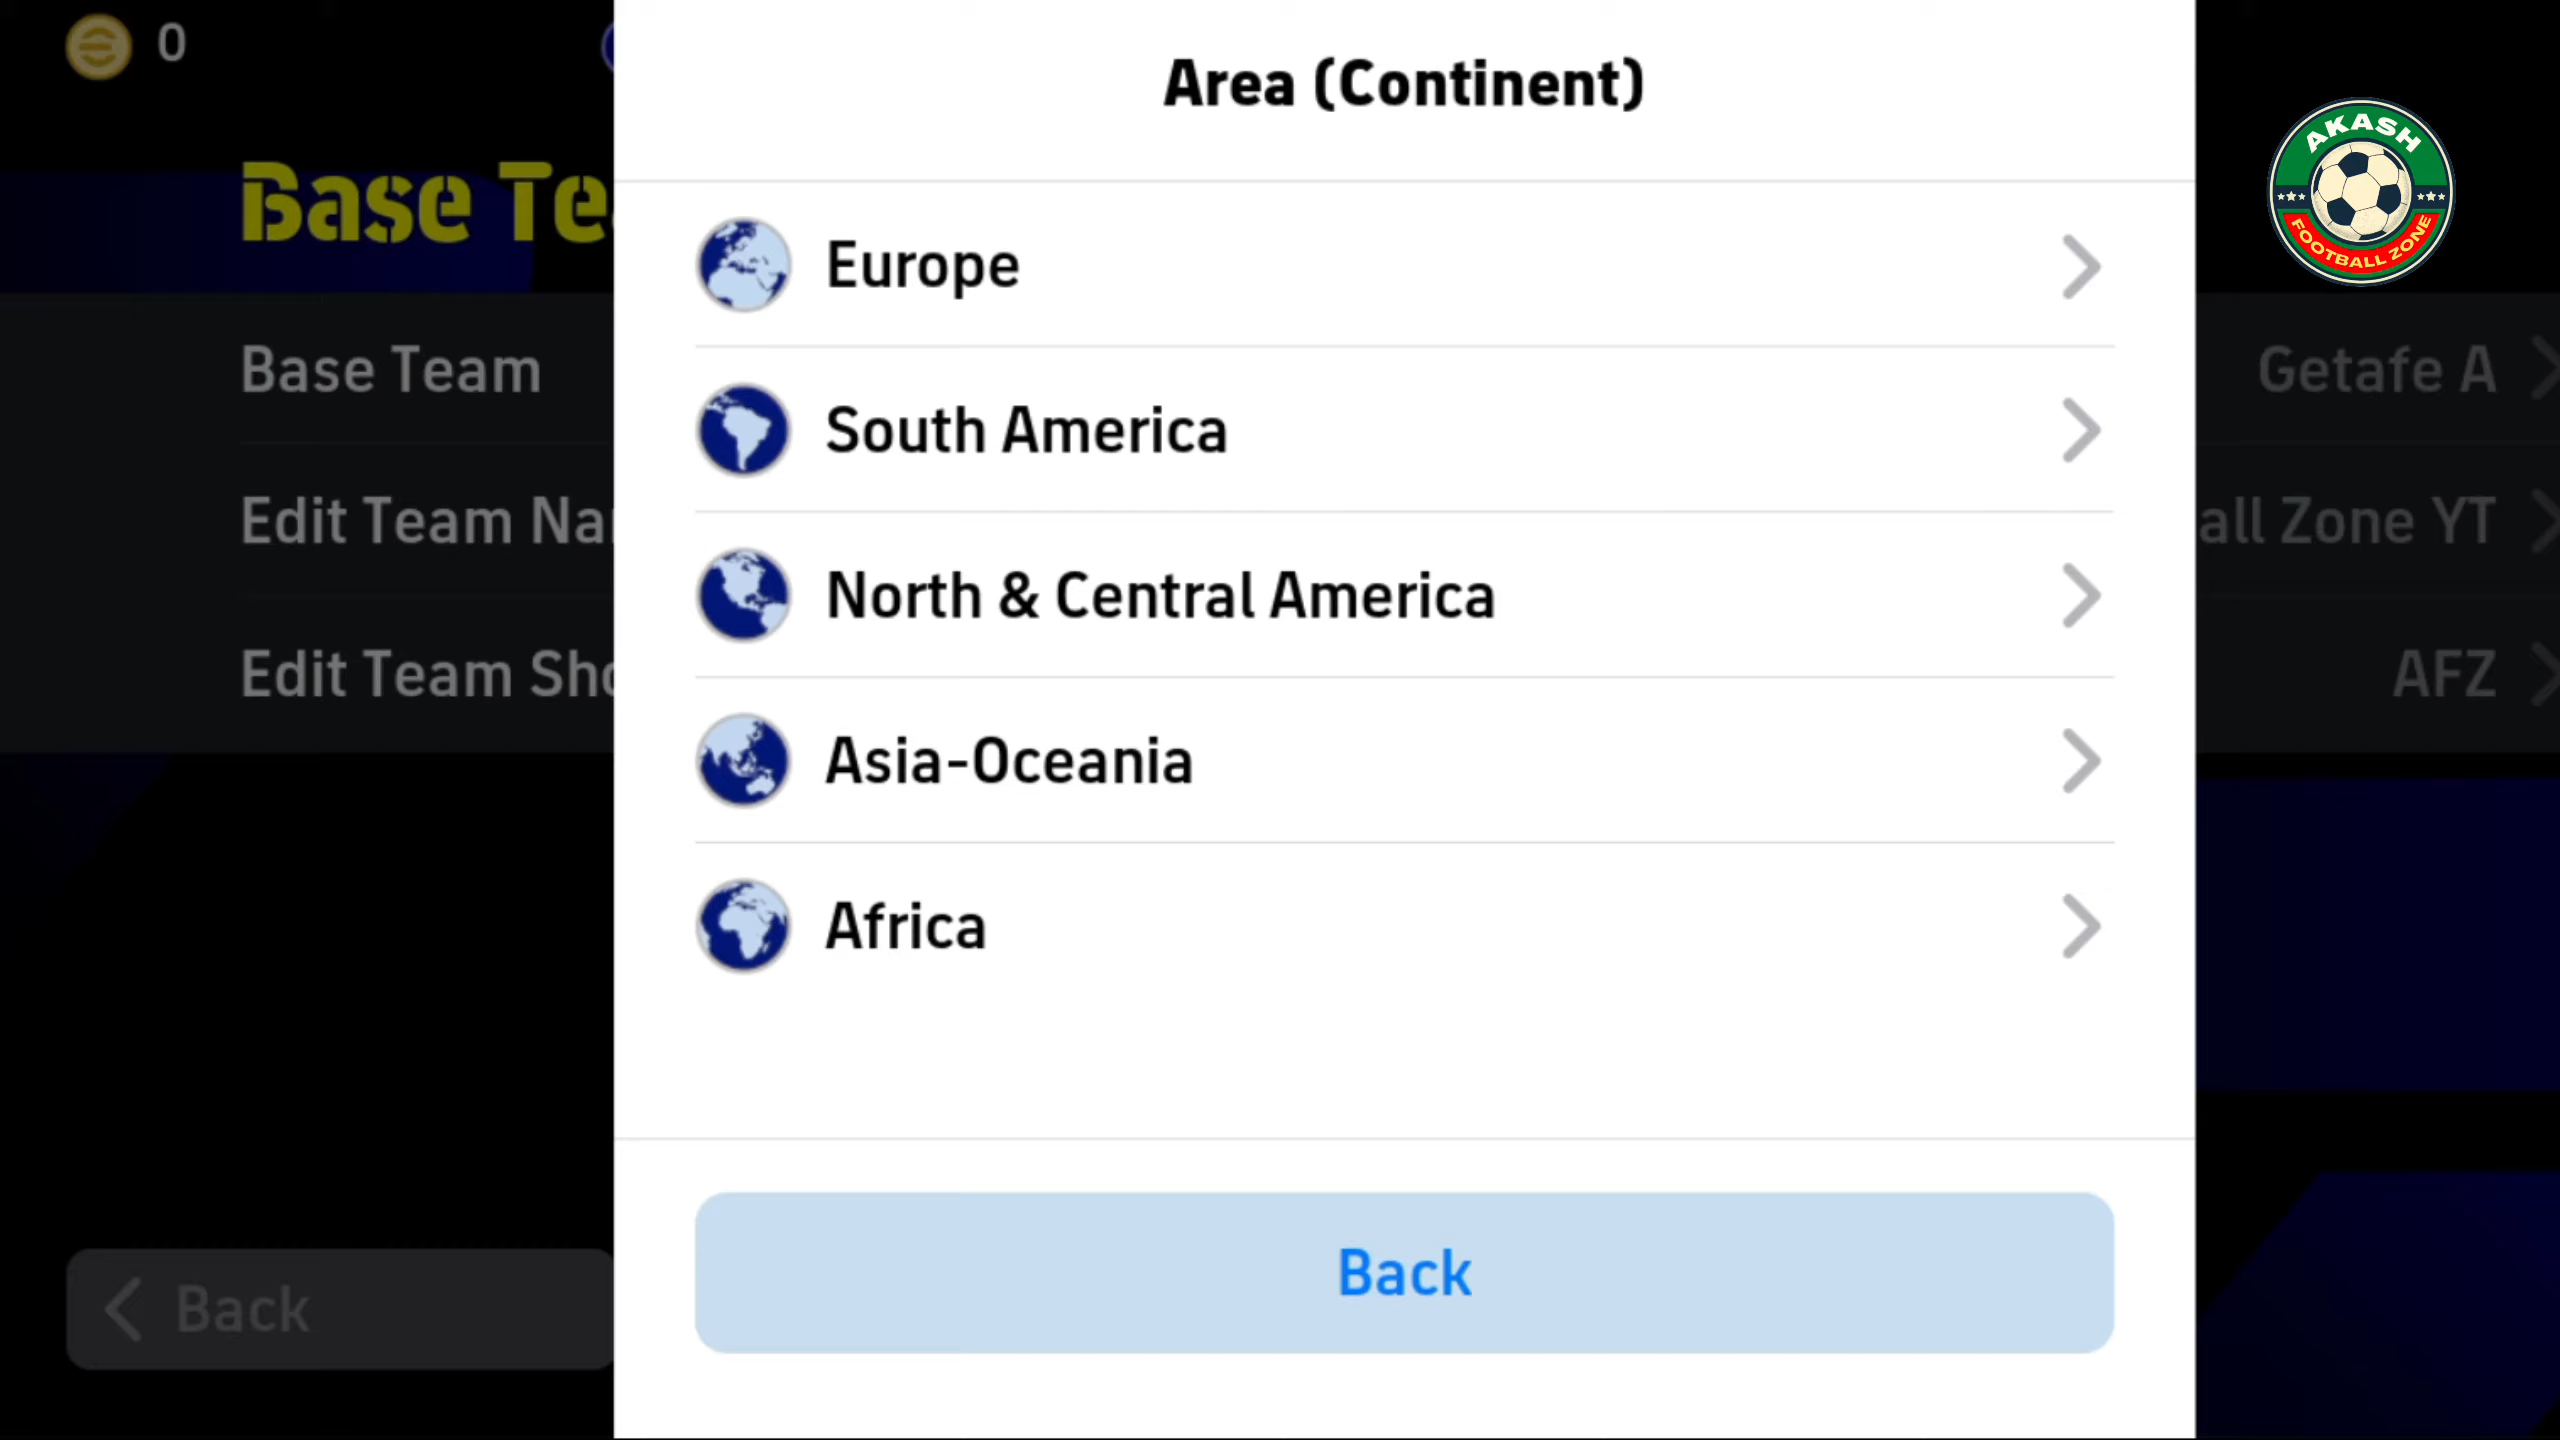 0
Area (Continent)
AKASH
FOOTBALL ZONE
Base Te
Europe
Base Team
Getafe A
South America
Edit Team Na
all Zone YT
North & Central America
Edit Team Sho
AFZ
Asia-Oceania
Africa
Back
Back